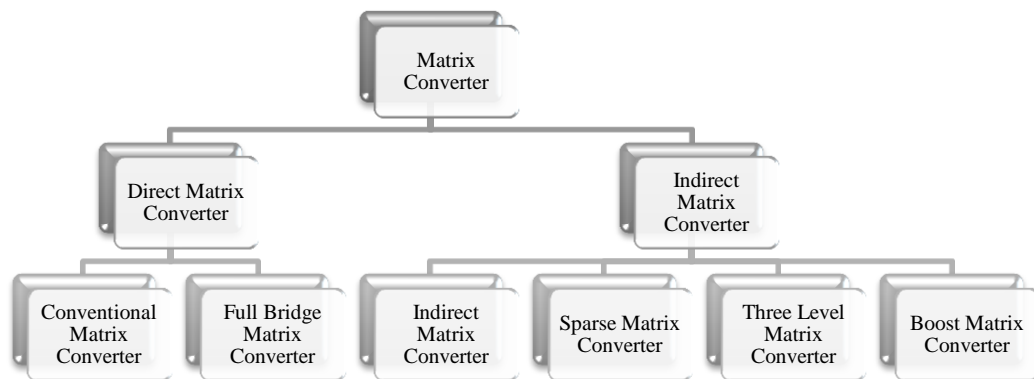 Matrix
Converter
Direct Matrix
Converter
Indirect
Matrix
Converter
Conventional
Matrix
Converter
Full Bridge
Matrix
Converter
Indirect
Matrix
Converter
Sparse Matrix
Converter
Three Level
Matrix
Converter
Boost Matrix
Converter